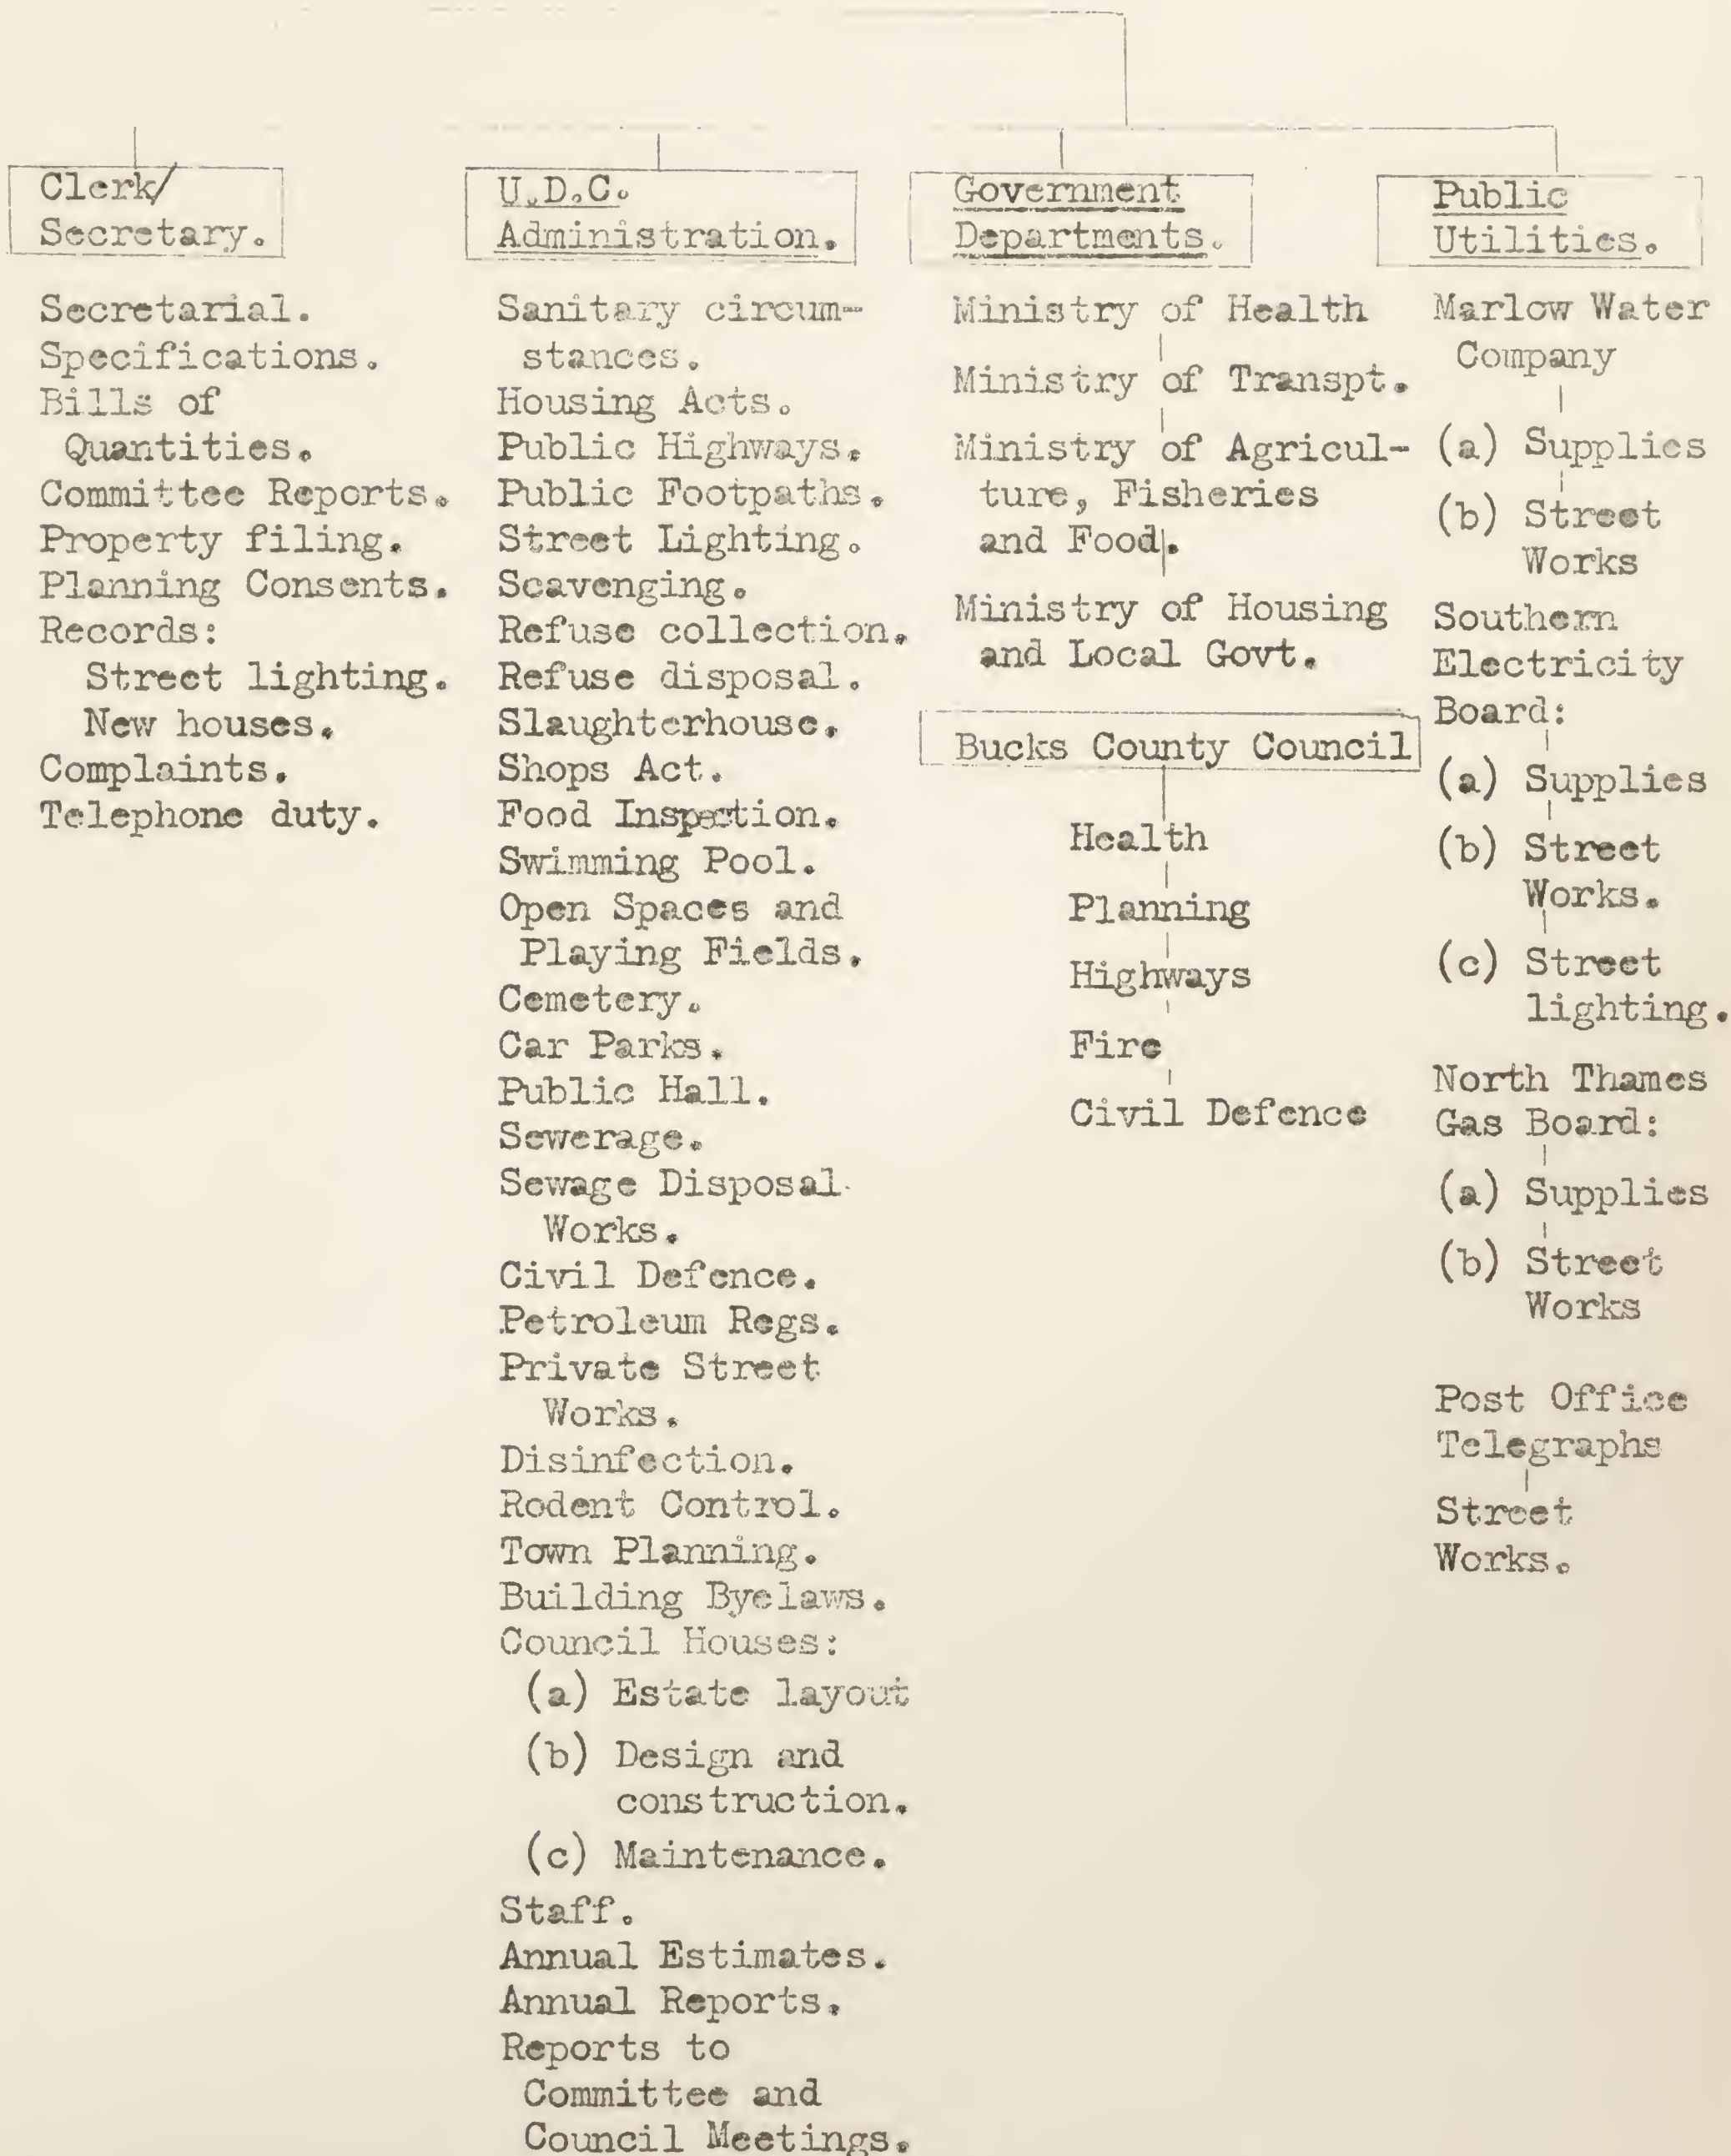 Clerk/
Secretary.
Secretarial.
Specifications.
Bills of
Quantities.
Committee Reports.
Property filing.
Planning Consents.
Records:
Street lighting.
New houses.
Complaints.
Telephone duty.
U.D.C.
Administration.
Sanitary circum-
stances.
Housing Acts.
Public Highways.
Public Footpaths.
Street Lighting.
Scavenging.
Refuse collection.
Refuse disposal.
Slaughterhouse.
Shops Act.
Food Inspection.
Swimming Pool.
Open Spaces and
Playing Fields.
Cemetery.
Car Parks.
Public Hall.
Sewerage.
Sewage Disposal
Works.
Civil Defence.
Petroleum Regs.
Private Street
Works.
Disinfection.
Rodent Control.
Town Planning.
Building Byelaws.
Council Houses:
(a) Estate layout
(b) Design and
construction.
(c) Maintenance.
Staff.
Annual Estimates.
Annual Reports.
Reports to
Committee and
Council Meetings.
Government
Departments.
Ministry of Health
Ministry of Transpt.
Ministry of Agricul-
ture, Fisheries
and Food.
Ministry of Housing
and Local Govt.
Bucks County Council
Health
Planning
Highways
Fire
Civil Defence
Public
Utilities.
Marlow Water
Company
(a) Supplies
(b) Street
Works
Southern
Electricity
Board:
(a) Supplies
(b) Street
Works.
(c) Street
lighting.
North Thames
Gas Board:
(a) Supplies
(b) Street
Works
Post Office
Telegraphs
Street
Works.